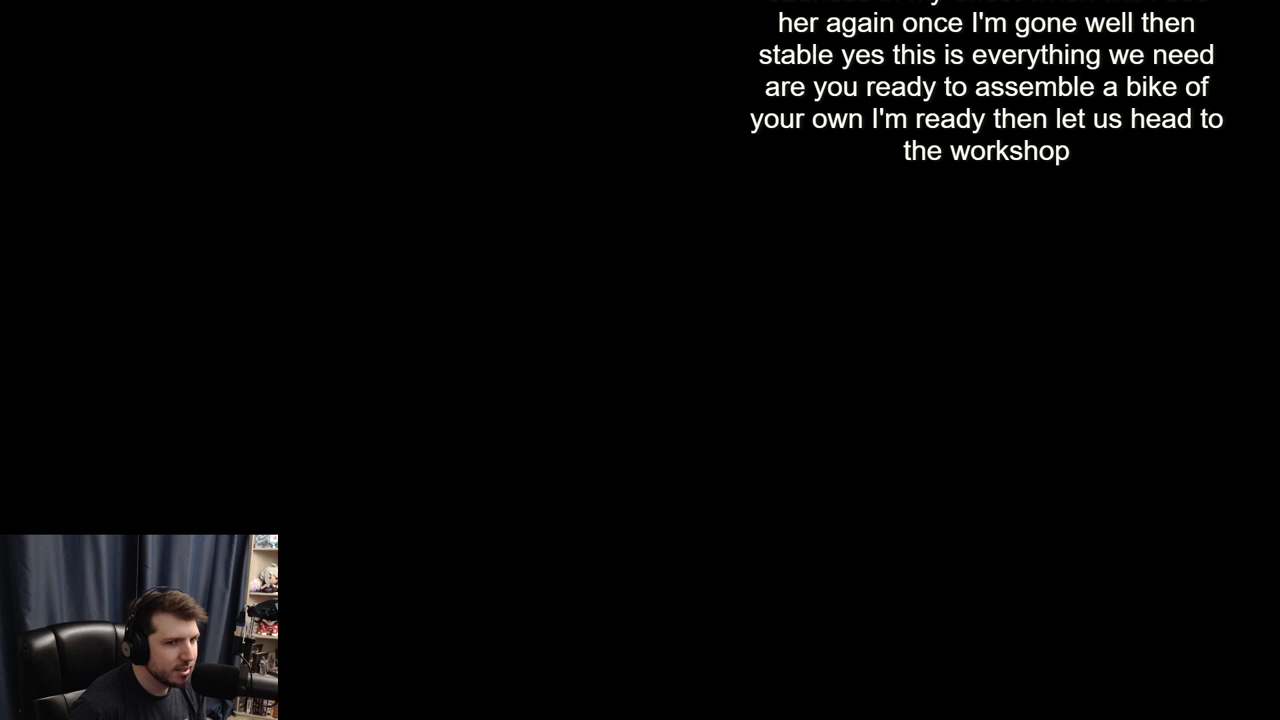 her again once I'm gone well then
stable yes this is everything we need
are you ready to assemble a bike of
your own I'm ready then let us head to
the workshop